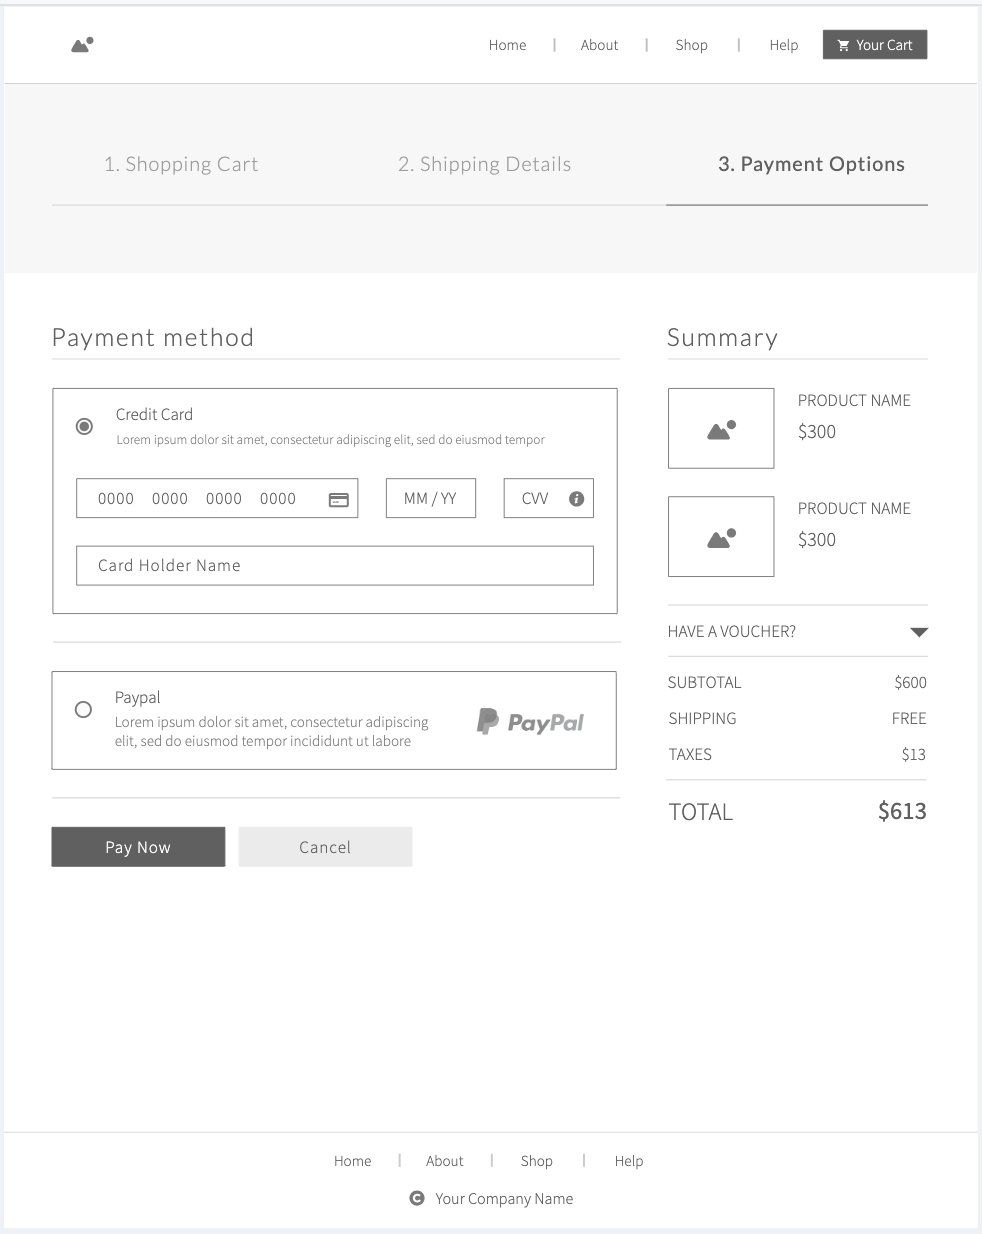 Home | About | Shop | Help Your Cart
1. Shopping Cart 2. Shipping Details 3. Payment Options
Payment method
Credit Card
Lorem ipsum dolor sit amet, consectetur adipiscing elit, sed do eiusmod tempor
0000 0000 0000 0000 MM / YY CVV
Card Holder Name
Paypal
Lorem ipsum dolor sit amet, consectetur adipiscing
elit, sed do eiusmod tempor incididunt ut labore
PayPal
Pay Now Cancel
Summary
PRODUCT NAME
$300
PRODUCT NAME
$300
HAVE A VOUCHER?
SUBTOTAL $600
SHIPPING FREE
TAXES $13
TOTAL $613
Home | About | Shop | Help
Your Company Name